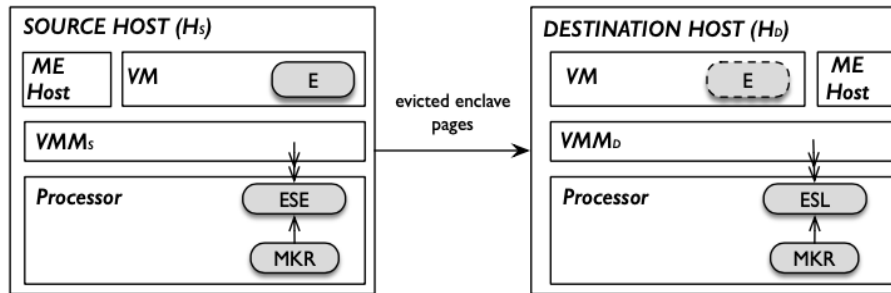 SOURCE HOST (HS)
ME
Host
VM
E
VMMS
Processor
ESE
MKR
evicted enclave
pages
DESTINATION HOST (HD)
VM
E
ME
Host
VMMD
Processor
ESL
MKR